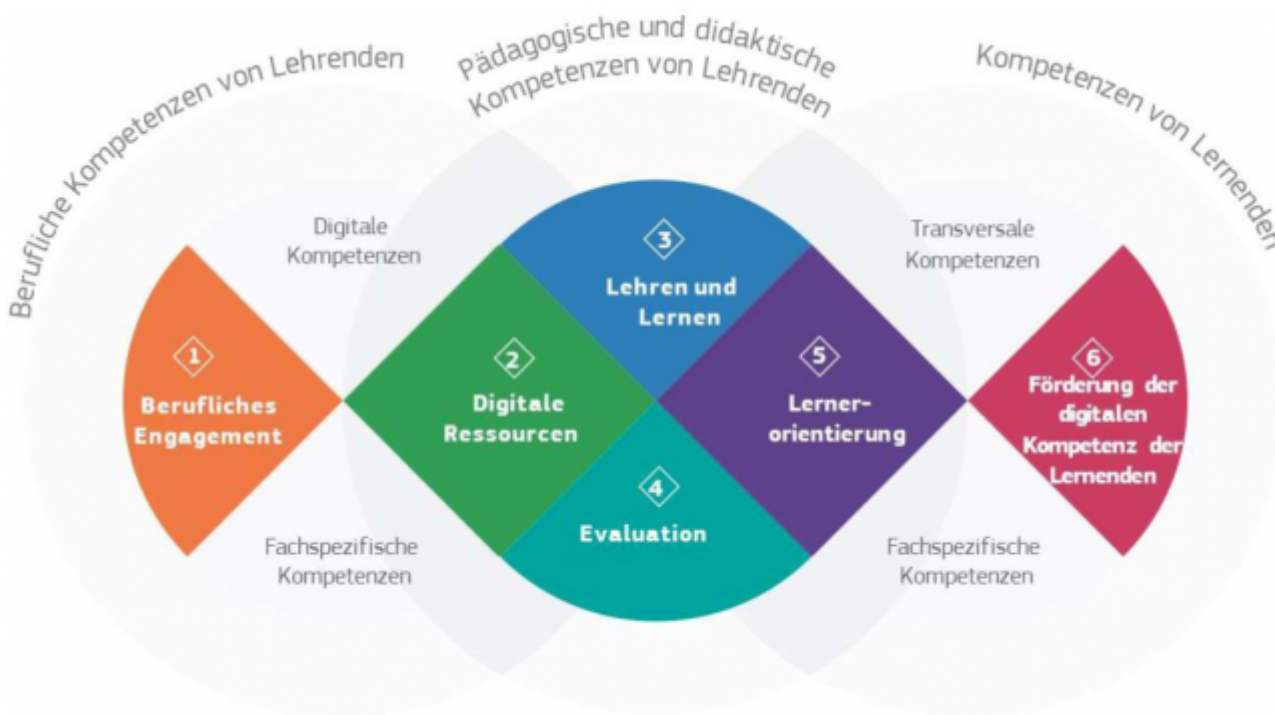 Berufliche Kompetenzen von Lehrenden
Pädagogische und didaktische
Kompetenzen von Lehrenden
Kompetenzen von Lernenden
Digitale
Kompetenzen
Transversale
Kompetenzen
1
Berufliches
Engagement
2
Digitale
Ressourcen
3
Lehren und
Lernen
4
Evaluation
5
Lerner-
orientierung
6
Förderung der
digitalen
Kompetenz der
Lernenden
Fachspezifische
Kompetenzen
Fachspezifische
Kompetenzen